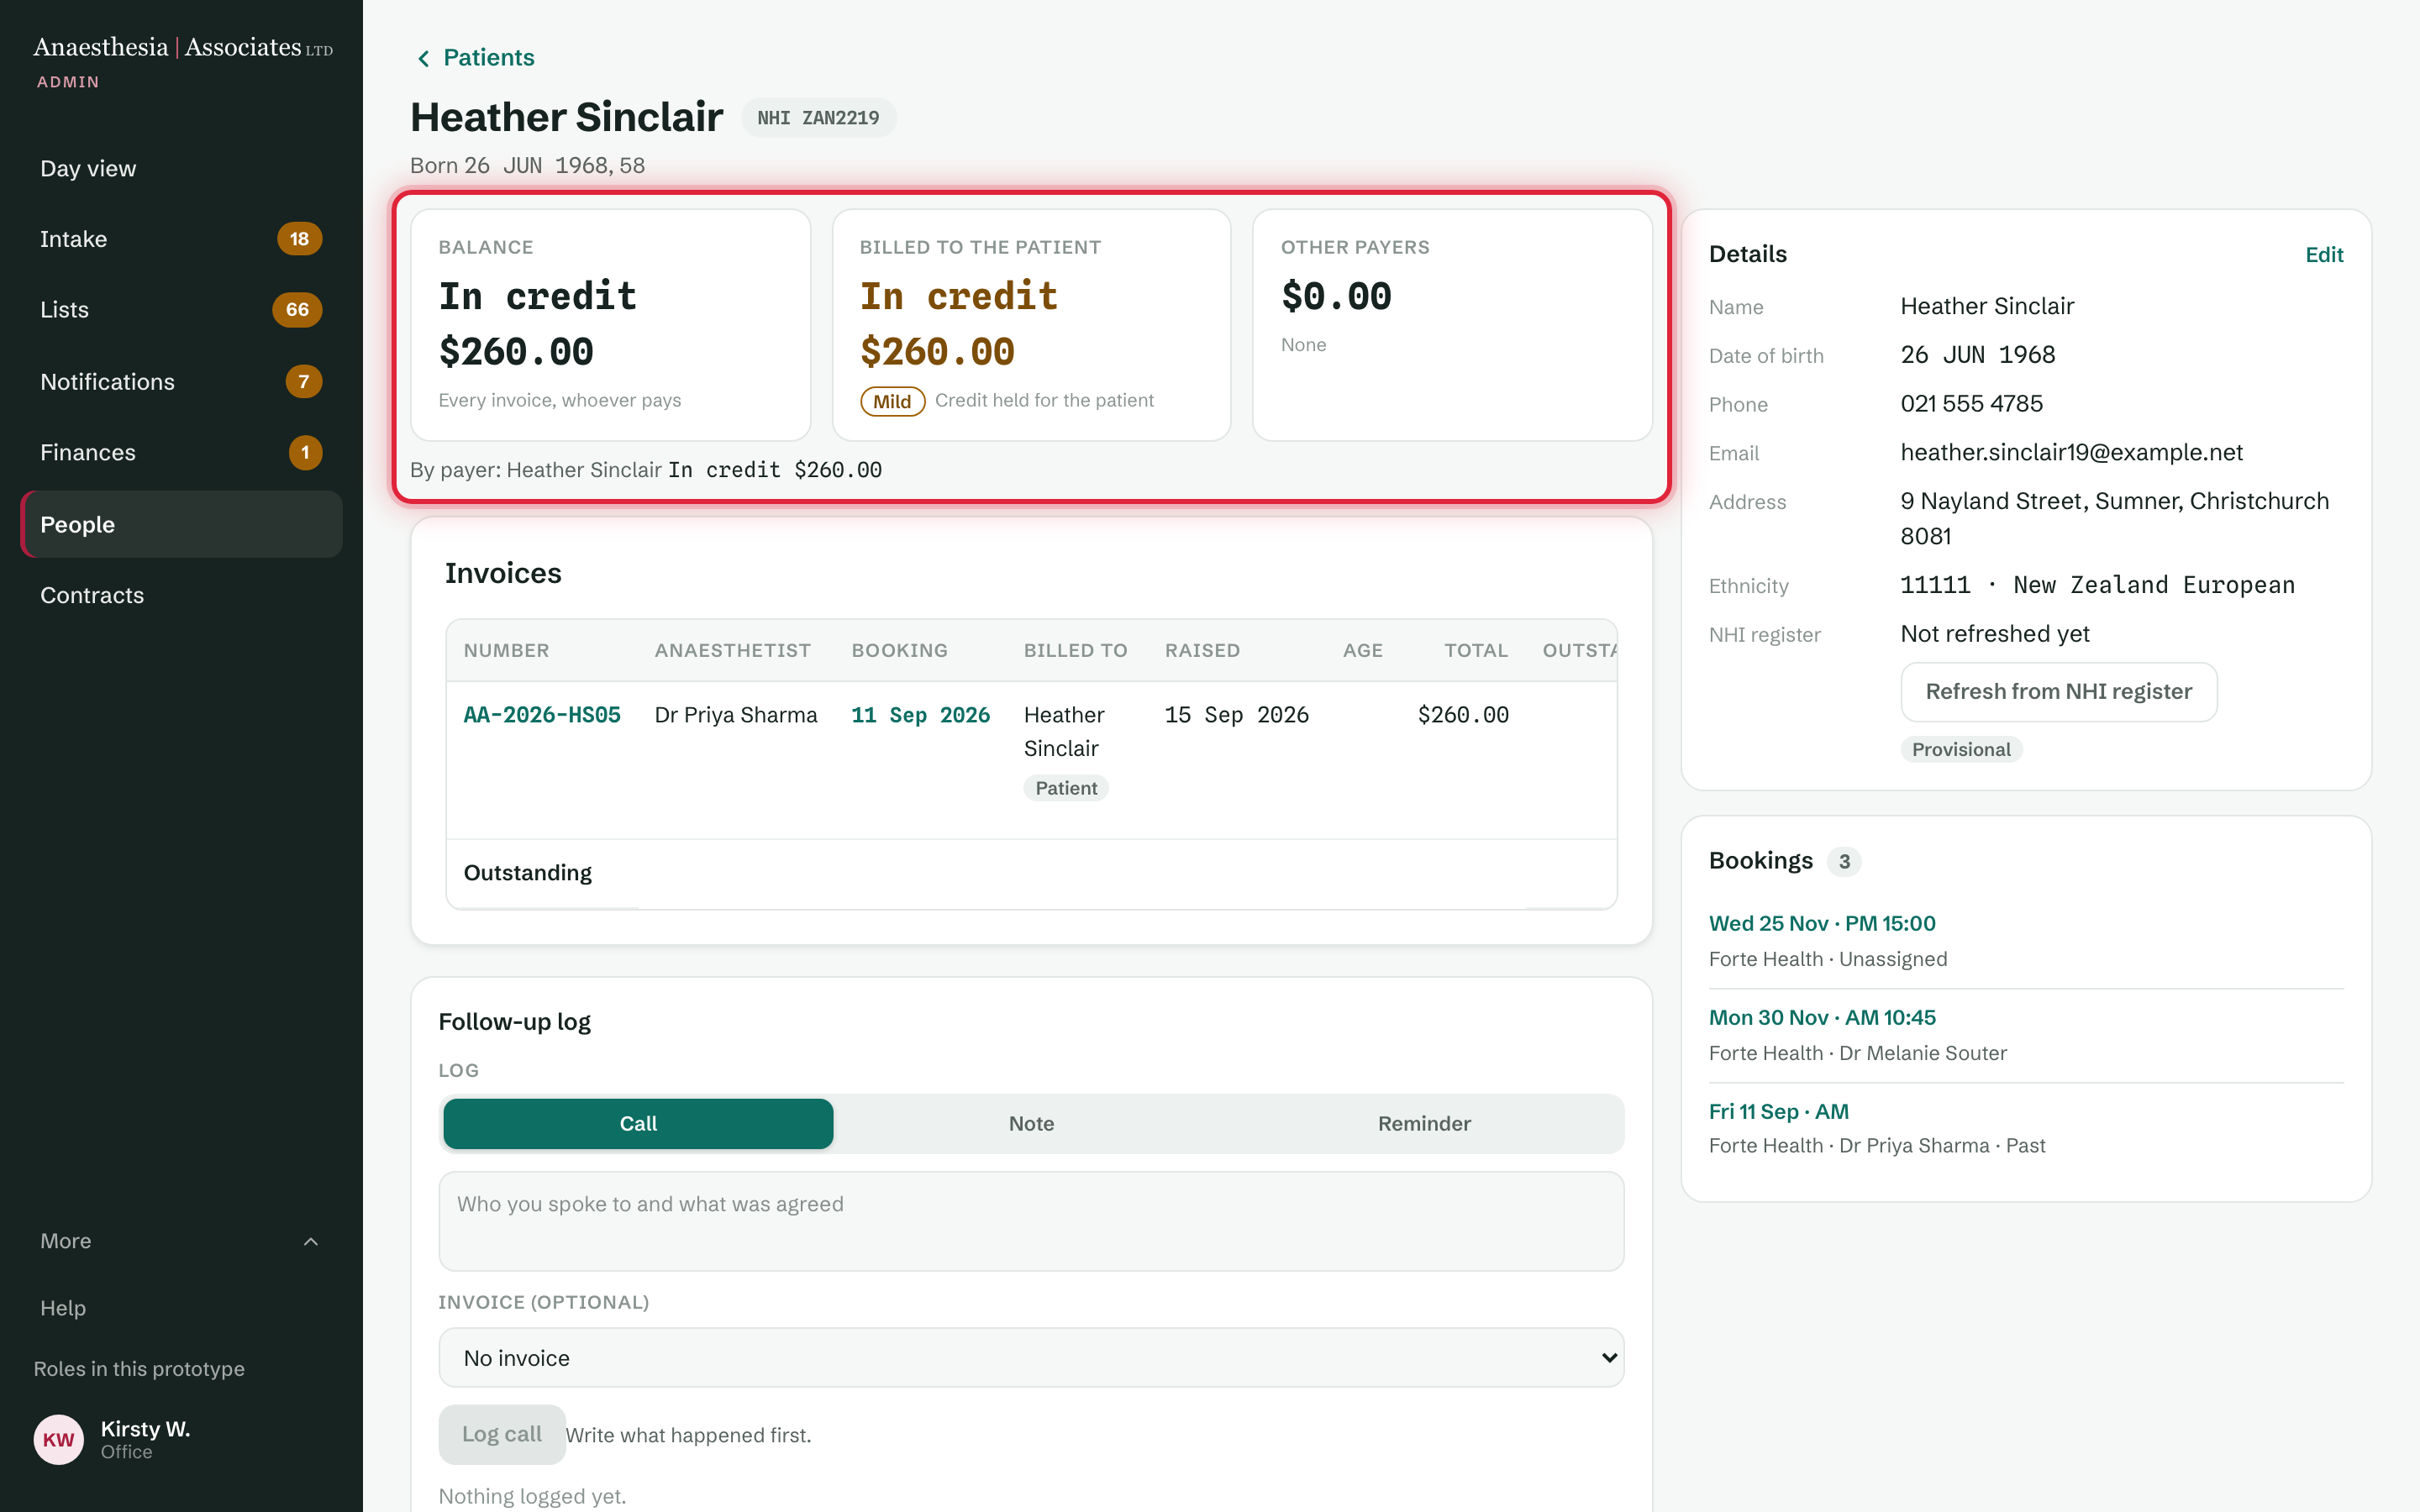 Anaesthesia | Associates LTD
ADMIN
Day view
Intake 18
Lists 66
Notifications 7
Finances 1
People
Contracts
More
Help
Roles in this prototype
KW Kirsty W.
Office
Patients
Heather Sinclair NHI ZAN2219
Born 26 JUN 1968, 58
BALANCE
In credit
$260.00
Every invoice, whoever pays
BILLED TO THE PATIENT
In credit
$260.00
Mild Credit held for the patient
OTHER PAYERS
$0.00
None
By payer: Heather Sinclair In credit $260.00
Invoices
NUMBER ANAESTHETIST BOOKING BILLED TO RAISED AGE TOTAL OUTSTA
AA-2026-HS05 Dr Priya Sharma 11 Sep 2026 Heather Sinclair 15 Sep 2026 $260.00
Patient
Outstanding
Follow-up log
LOG
Call Note Reminder
Who you spoke to and what was agreed
INVOICE (OPTIONAL)
No invoice
Log call Write what happened first.
Nothing logged yet.
Details Edit
Name Heather Sinclair
Date of birth 26 JUN 1968
Phone 021 555 4785
Email heather.sinclair19@example.net
Address 9 Nayland Street, Sumner, Christchurch
8081
Ethnicity 11111 · New Zealand European
NHI register Not refreshed yet
Refresh from NHI register
Provisional
Bookings 3
Wed 25 Nov · PM 15:00
Forte Health · Unassigned
Mon 30 Nov · AM 10:45
Forte Health · Dr Melanie Souter
Fri 11 Sep · AM
Forte Health · Dr Priya Sharma · Past